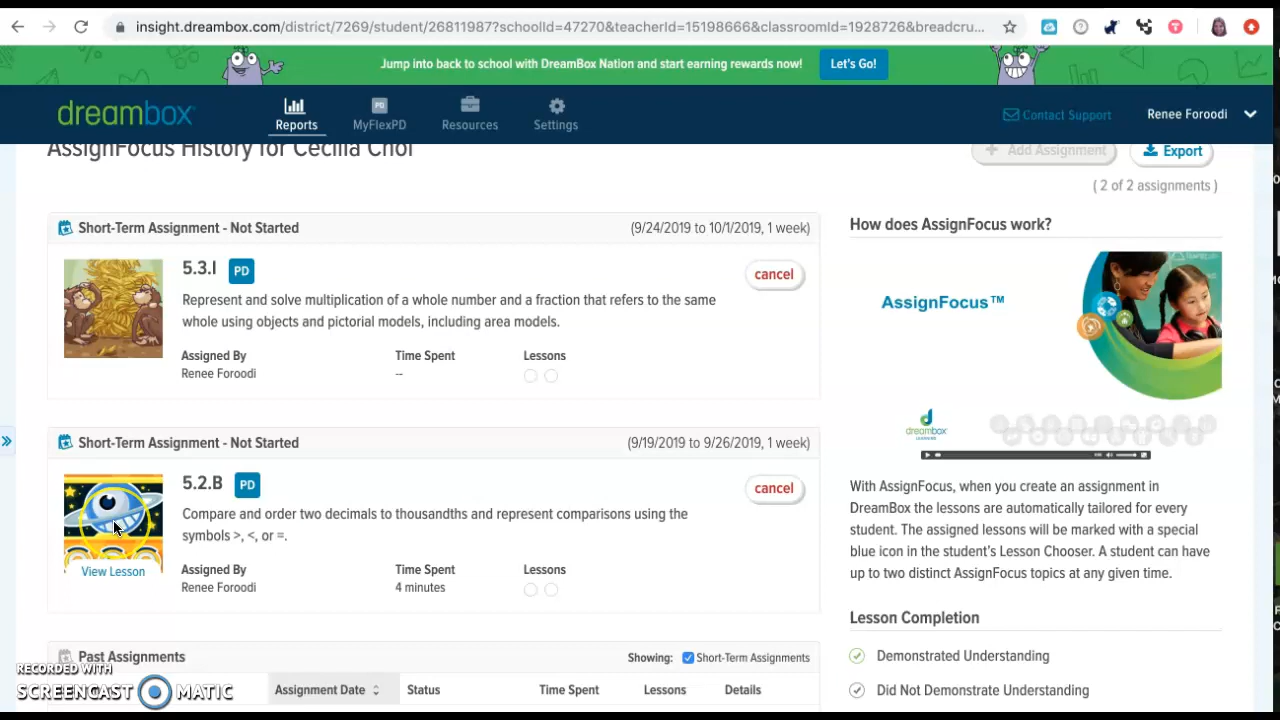 insight.dreambox.com/district/7269/student/26811987?schoolId=47270&teacherId=15198666&classroomId=1928726&breadcru...
Jump into back to school with DreamBox Nation and start earning rewards now!
Let's Go!
dreambox
Reports
PD
MyFlexPD
Resources
Settings
Contact Support
Renee Foroodi
AssignFocus History for Cecilia Choi
+ Add Assignment
Export
( 2 of 2 assignments )
Short-Term Assignment - Not Started
(9/24/2019 to 10/1/2019, 1 week)
5.3.I
PD
cancel
Represent and solve multiplication of a whole number and a fraction that refers to the same
whole using objects and pictorial models, including area models.
Assigned By
Time Spent
Lessons
Renee Foroodi
--
Short-Term Assignment - Not Started
(9/19/2019 to 9/26/2019, 1 week)
5.2.B
PD
cancel
Compare and order two decimals to thousandths and represent comparisons using the
symbols >, <, or =.
View Lesson
Assigned By
Time Spent
Lessons
Renee Foroodi
4 minutes
Past Assignments
Showing:
Short-Term Assignments
Assignment Date
Status
Time Spent
Lessons
Details
How does AssignFocus work?
AssignFocus™
dreambox
LEARNING
With AssignFocus, when you create an assignment in
DreamBox the lessons are automatically tailored for every
student. The assigned lessons will be marked with a special
blue icon in the student's Lesson Chooser. A student can have
up to two distinct AssignFocus topics at any given time.
Lesson Completion
Demonstrated Understanding
Did Not Demonstrate Understanding
RECORDED WITH
SCREENCAST MATIC